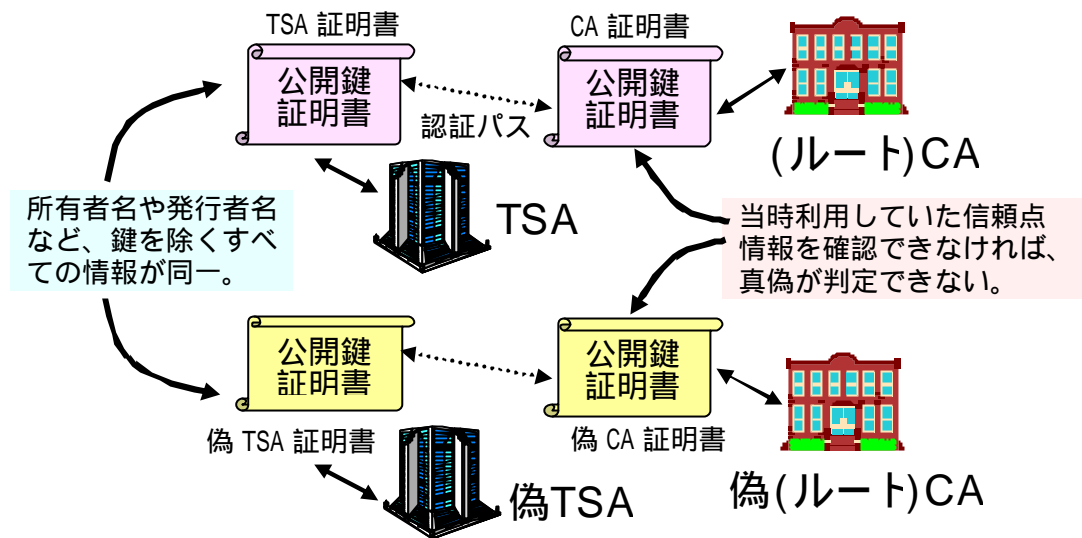 TSA 証明書
CA 証明書
公開鍵
証明書
公開鍵
証明書
認証パス
(ルート)CA
TSA
所有者名や発行者名
など、鍵を除くすべ
ての情報が同一。
当時利用していた信頼点
情報を確認できなければ、
真偽が判定できない。
公開鍵
証明書
公開鍵
証明書
偽 TSA 証明書
偽 CA 証明書
偽TSA
偽(ルート)CA